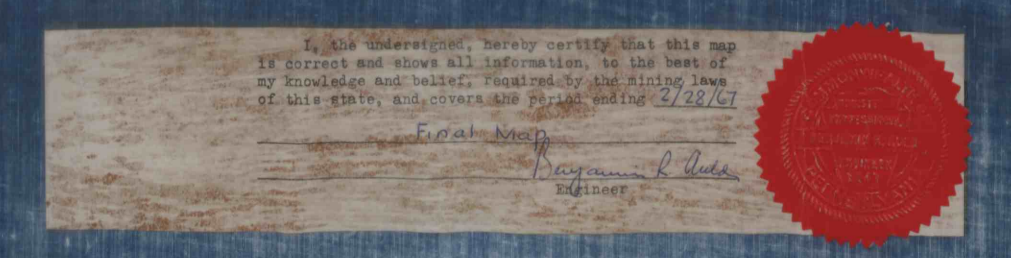 I, the undersigned, hereby certify that this map
is correct and shows all information, to the best of
my knowledge and belief, required by the mining laws
of this state, and covers the period ending 2/28/67
Final Map
Benjamin R Auld
Engineer